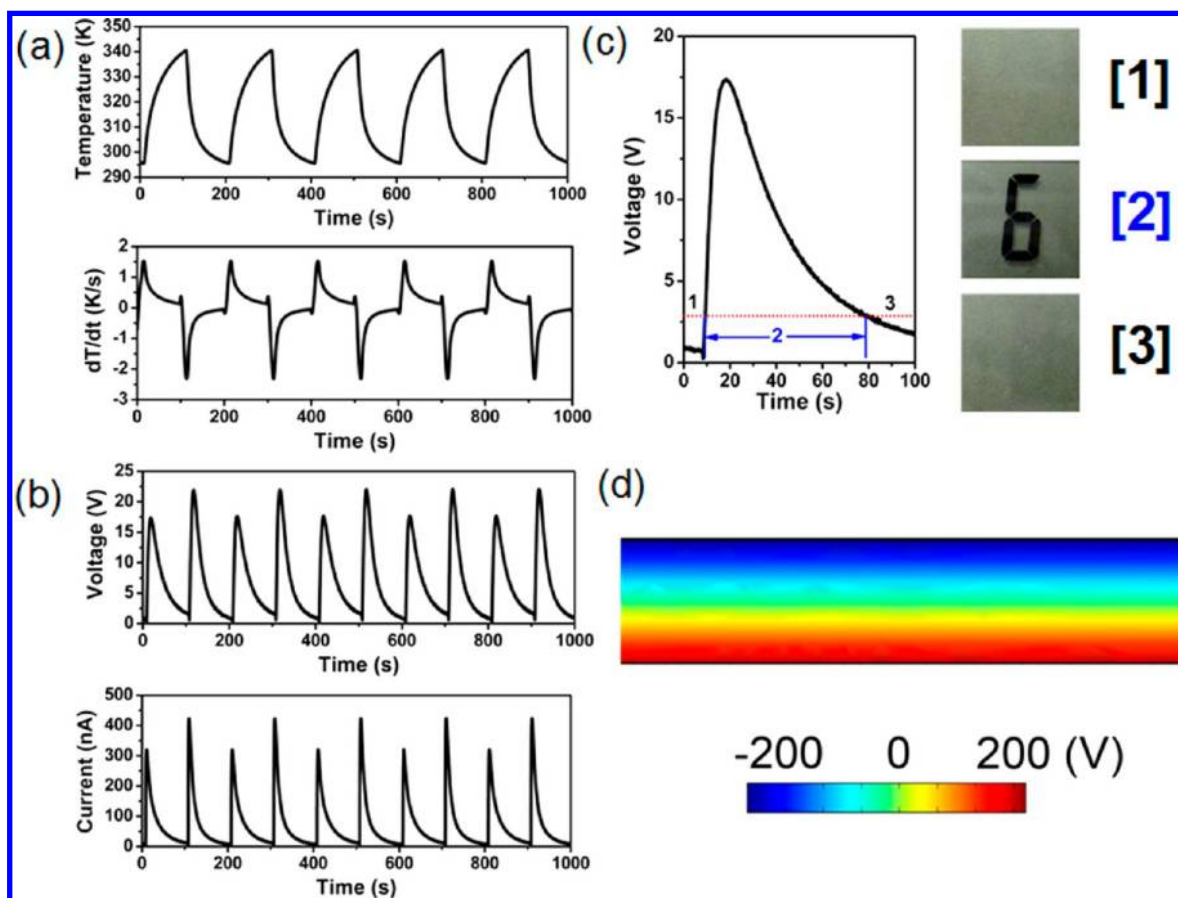 (a)
Temperature (K)
350
340
330
320
310
300
290
0 200 400 600 800 1000
Time (s)
dT/dt (K/s)
2
1
0
-1
-2
-3
0 200 400 600 800 1000
Time (s)
(b)
Voltage (V)
25
20
15
10
5
0
0 200 400 600 800 1000
Time (s)
Current (nA)
500
400
300
200
100
0
0 200 400 600 800 1000
Time (s)
(c)
Voltage (V)
20
15
10
5
0
1
3
2
0 20 40 60 80 100
Time (s)
[1]
6
[2]
[3]
(d)
-200 0 200 (V)